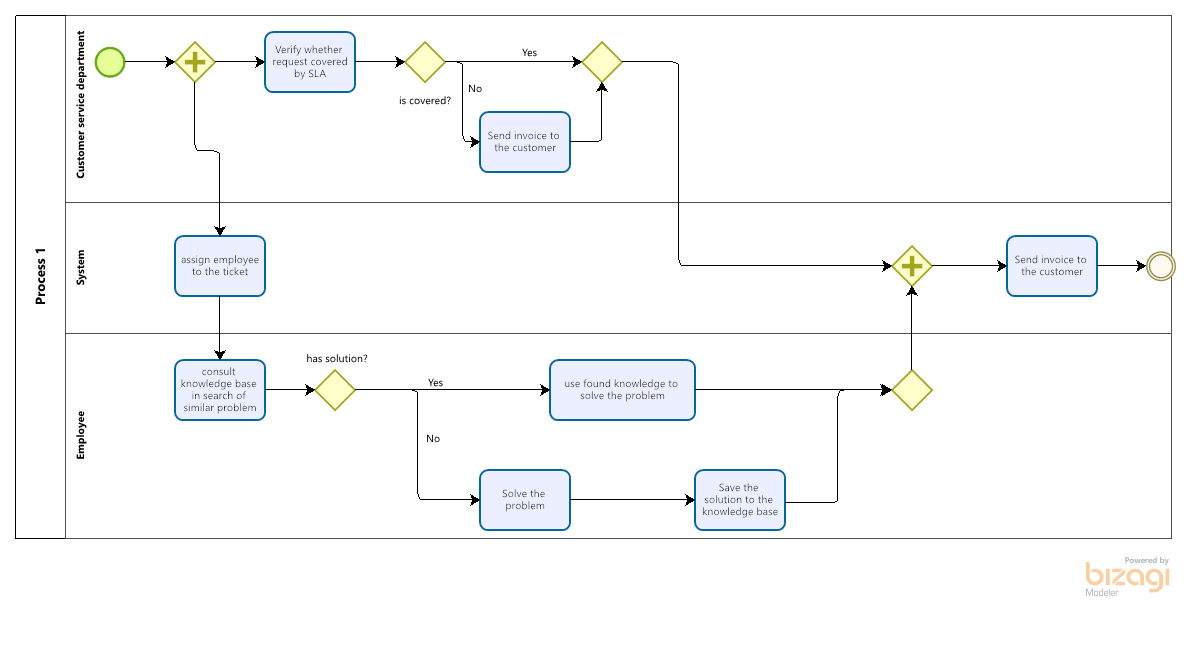 Process 1
Customer service department
Verify whether
request covered
by SLA
is covered?
Yes
No
Send invoice to
the customer
System
assign employee
to the ticket
Send invoice to
the customer
Employee
consult
knowledge base
in search of
similar problem
has solution?
Yes
use found knowledge to
solve the problem
No
Solve the
problem
Save the
solution to the
knowledge base
Powered by
bizagi
Modeler